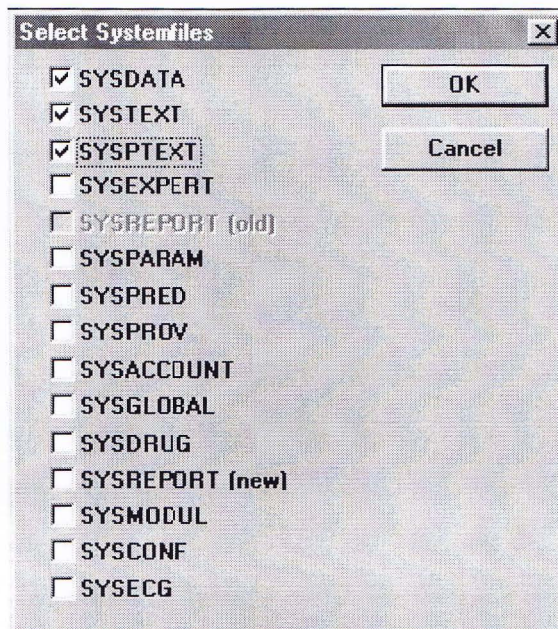 Select Systemfiles
SYSDATA
OK
SYSTEXT
SYSPTEXT
Cancel
SYSEXPERT
SYSREPORT (old)
SYSPARAM
SYSPRED
SYSPROV
SYSACCOUNT
SYSGLOBAL
SYSDRUG
SYSREPORT (new)
SYSMODUL
SYSCONF
SYSECG